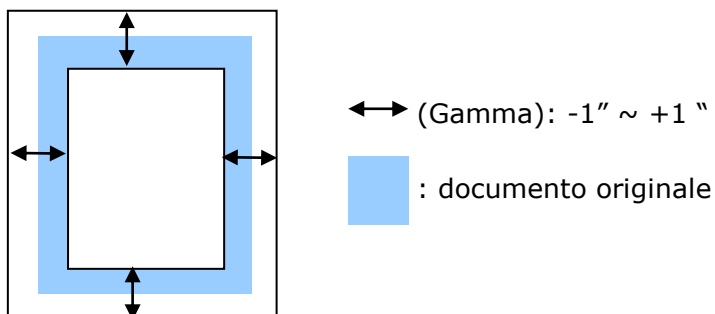 (Gamma): -1” ~ +1 “
: documento originale